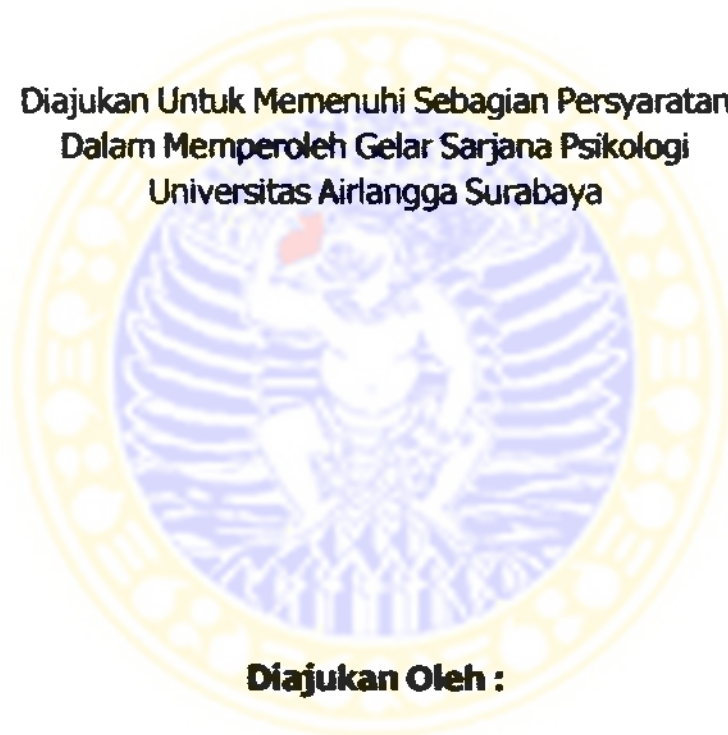 Diajukan Untuk Memenuhi Sebagian Persyaratan
Dalam Memperoleh Gelar Sarjana Psikologi
Universitas Airlangga Surabaya
Diajukan Oleh :